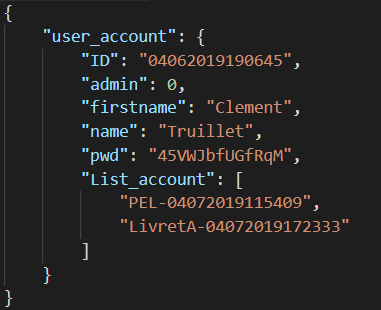 {
"user_account": {
"ID": "04062019190645",
"admin": 0,
"firstname": "Clement",
"name": "Truillet",
"pwd": "45VWJbfUGfRqM",
"List_account": [
"PEL-04072019115409",
"LivretA-04072019172333"
]
}
}